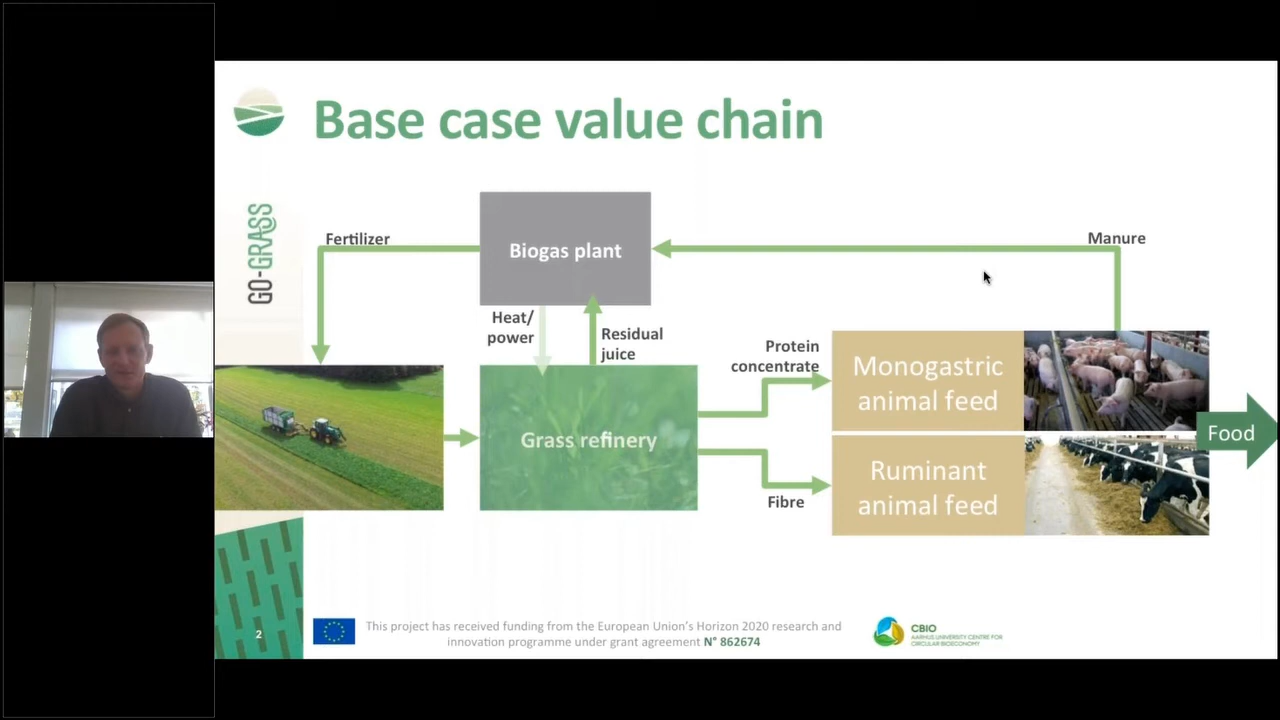 Base case value chain
GO-GRASS
Biogas plant
Fertilizer
Manure
Heat/
power
Residual
juice
Protein
concentrate
Monogastric
animal feed
Grass refinery
Food
Ruminant
animal feed
Fibre
2
This project has received funding from the European Union's Horizon 2020 research and
innovation programme under grant agreement N° 862674
CBIO
AARHUS UNIVERSITY CENTRE FOR
CIRCULAR BIOECONOMY